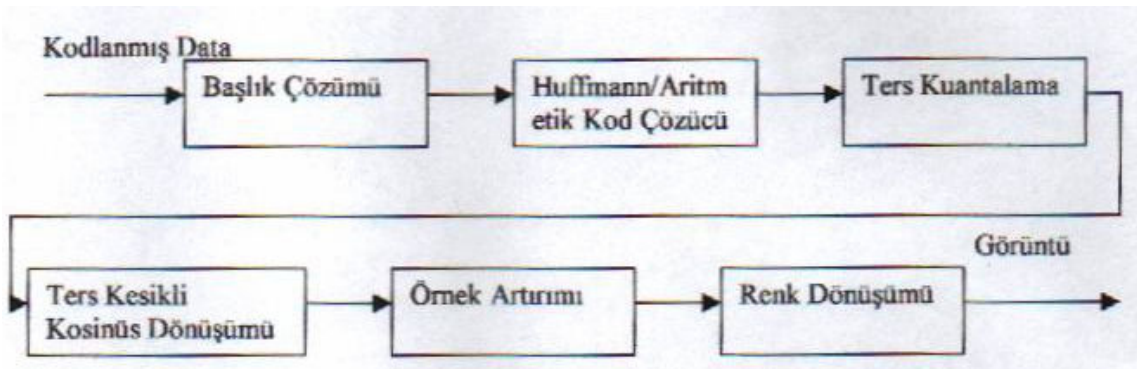 Kodlanmış Data
Başlık Çözümü
Huffmann/Aritm
etik Kod Çözücü
Ters Kuantalama
Görüntü
Ters Kesikli
Kosinüs Dönüşümü
Örnek Artırımı
Renk Dönüşümü